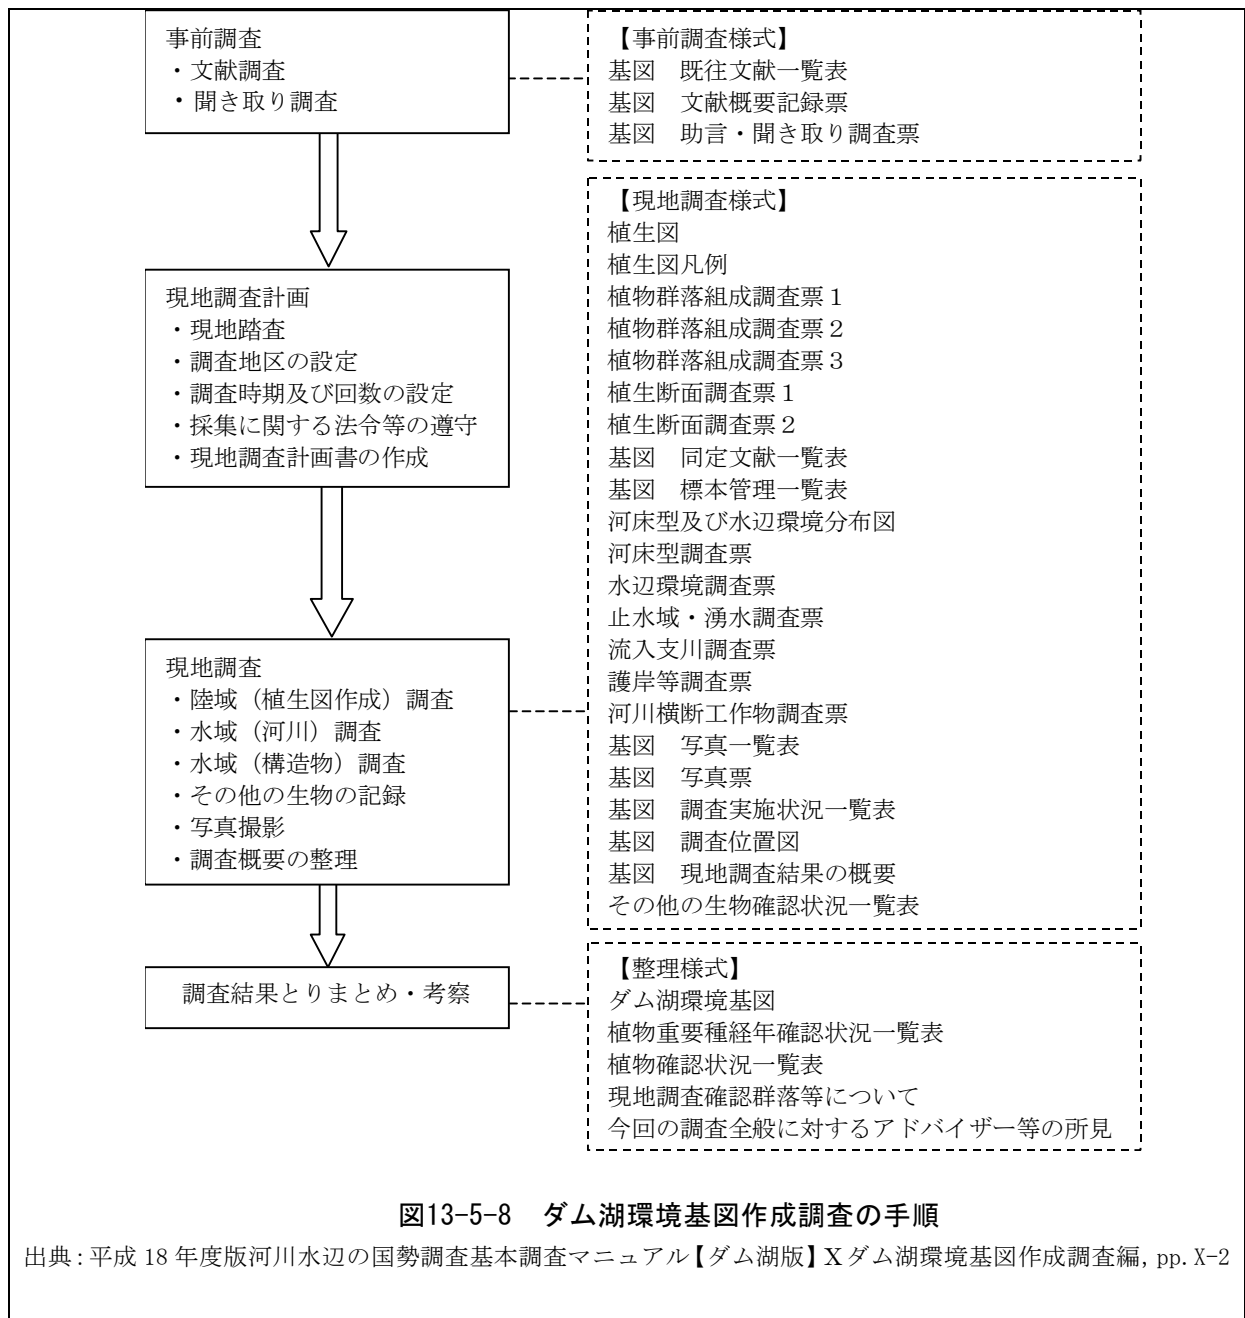 事前調査
・文献調査
・聞き取り調査
【事前調査様式】
基図　既往文献一覧表
基図　文献概要記録票
基図　助言・聞き取り調査票
現地調査計画
・現地踏査
・調査地区の設定
・調査時期及び回数の設定
・採集に関する法令等の遵守
・現地調査計画書の作成
【現地調査様式】
植生図
植生図凡例
植物群落組成調査票１
植物群落組成調査票２
植物群落組成調査票３
植生断面調査票１
植生断面調査票２
基図　同定文献一覧表
基図　標本管理一覧表
河床型及び水辺環境分布図
河床型調査票
水辺環境調査票
止水域・湧水調査票
流入支川調査票
護岸等調査票
河川横断工作物調査票
基図　写真一覧表
基図　写真票
基図　調査実施状況一覧表
基図　調査位置図
基図　現地調査結果の概要
その他の生物確認状況一覧表
現地調査
・陸域（植生図作成）調査
・水域（河川）調査
・水域（構造物）調査
・その他の生物の記録
・写真撮影
・調査概要の整理
調査結果とりまとめ・考察
【整理様式】
ダム湖環境基図
植物重要種経年確認状況一覧表
植物確認状況一覧表
現地調査確認群落等について
今回の調査全般に対するアドバイザー等の所見
図13-5-8　ダム湖環境基図作成調査の手順
出典：平成 18 年度版河川水辺の国勢調査基本調査マニュアル【ダム湖版】Ⅹダム湖環境基図作成調査編, pp. X-2